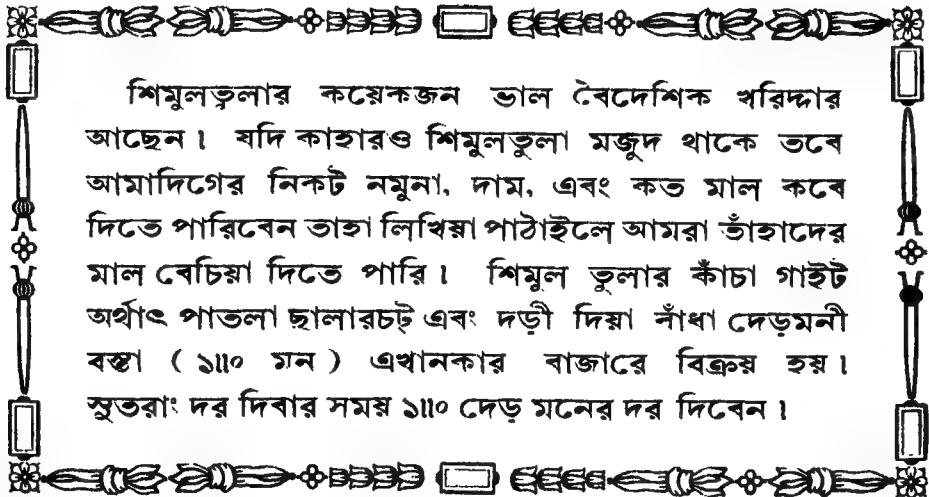 শিমুলতুলার কয়েকজন ভাল বৈদেশিক খরিদ্দার
আছেন। যদি কাহারও শিমুলতুলা মজুদ থাকে তবে
আমাদিগের নিকট নমুনা, দাম, এবং কত মাল কবে
দিতে পারিবেন তাহা লিখিয়া পাঠাইলে আমরা তাঁহাদের
মাল বেচিয়া দিতে পারি। শিমুল তুলার কাঁচা গাইট
অর্থাৎ পাতলা ছালারচট্ এবং দড়ী দিয়া বাঁধা দেড়মনী
বস্তা ( ১৷৷০ মন ) এখানকার বাজারে বিক্রয় হয়।
সুতরাং দর দিবার সময় ১৷৷০ দেড় মনের দর দিবেন।